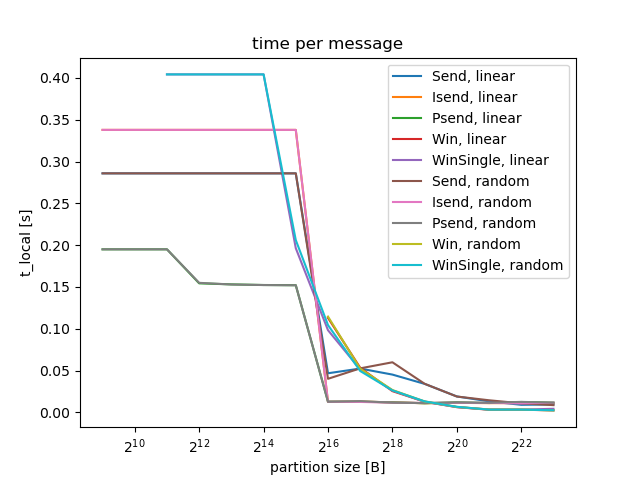 time per message
t_local [s]
0.40
0.35
0.30
0.25
0.20
0.15
0.10
0.05
0.00
Send, linear
Isend, linear
Psend, linear
Win, linear
WinSingle, linear
Send, random
Isend, random
Psend, random
Win, random
WinSingle, random
2^10 2^12 2^14 2^16 2^18 2^20 2^22
partition size [B]